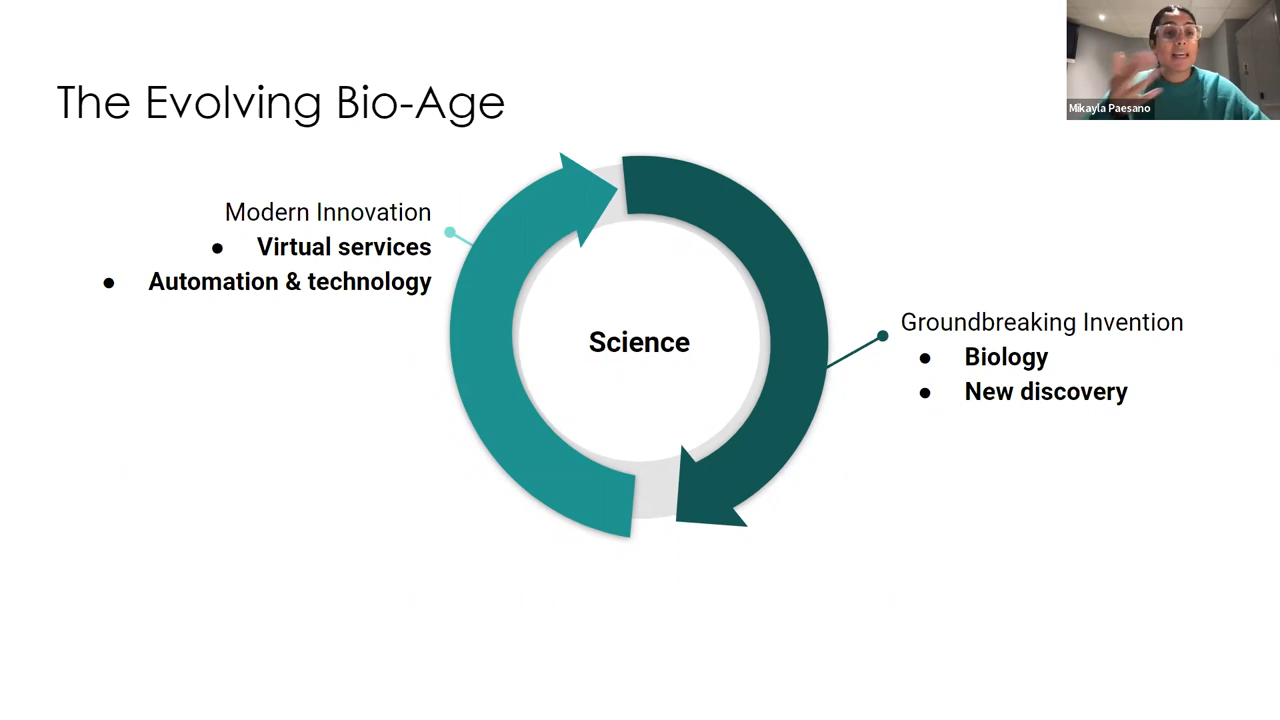 The Evolving Bio-Age
Mikayla Paesano
Modern Innovation
● Virtual services
● Automation & technology
Science
Groundbreaking Invention
● Biology
● New discovery